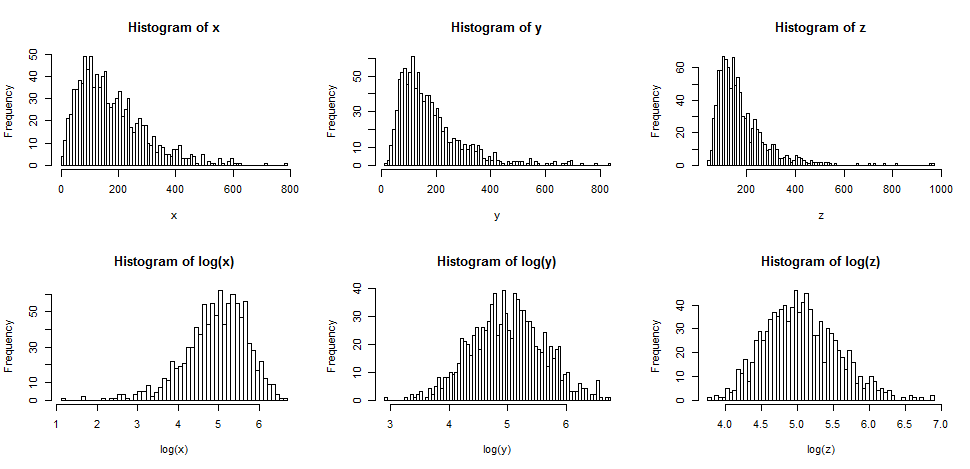 Histogram of x
Histogram of y
Histogram of z
Frequency
0 10 20 30 40 50
0 200 400 600 800
x
Frequency
0 10 30 50
0 200 400 600 800
y
Frequency
0 20 40 60
200 400 600 800 1000
z
Histogram of log(x)
Histogram of log(y)
Histogram of log(z)
Frequency
0 10 30 50
1 2 3 4 5 6
log(x)
Frequency
0 10 20 30 40
3 4 5 6
log(y)
Frequency
0 10 20 30 40
4.0 4.5 5.0 5.5 6.0 6.5 7.0
log(z)